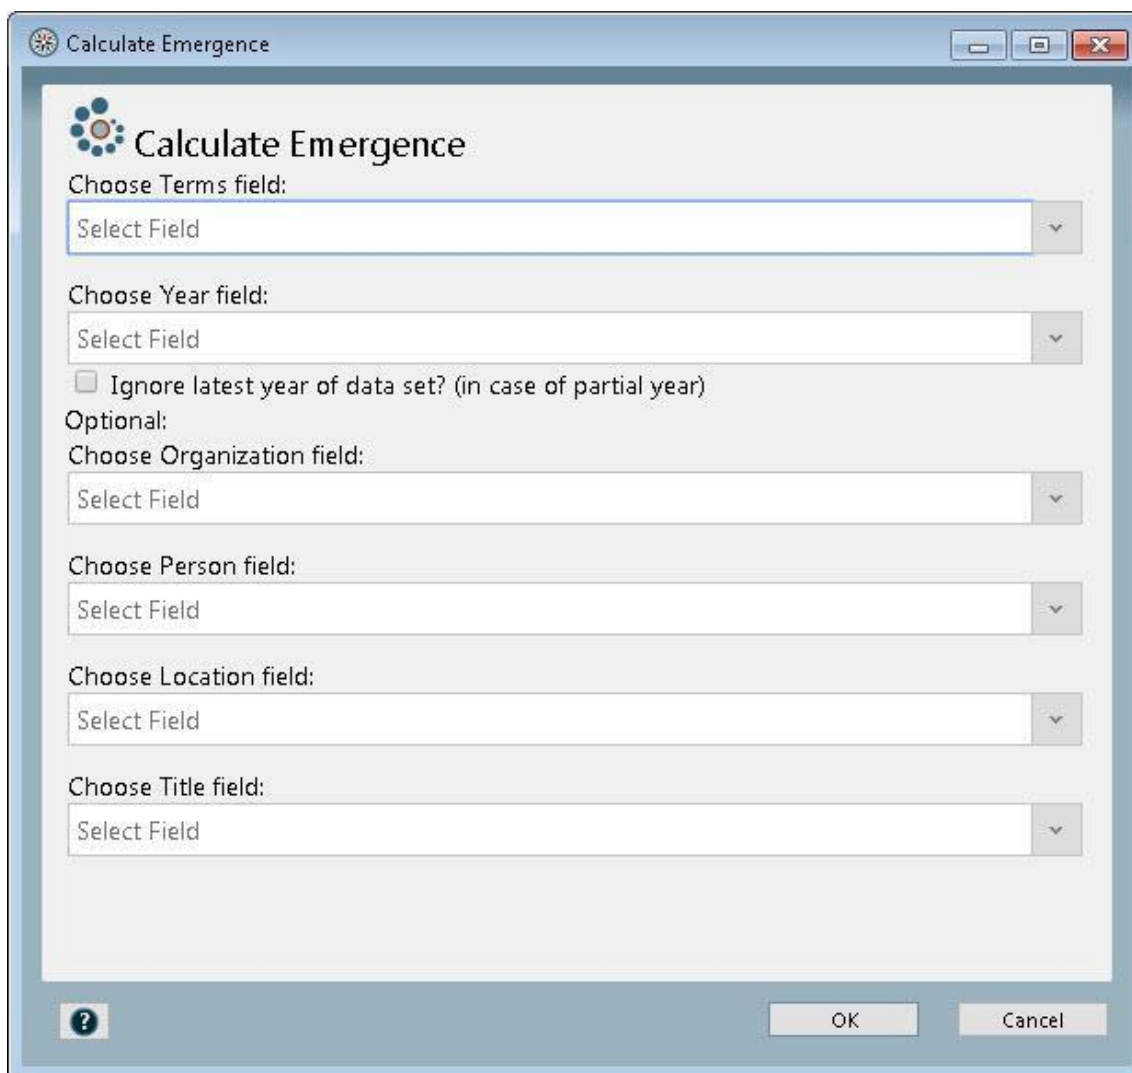 Calculate Emergence
Calculate Emergence
Choose Terms field:
Select Field
Choose Year field:
Select Field
Ignore latest year of data set? (in case of partial year)
Optional:
Choose Organization field:
Select Field
Choose Person field:
Select Field
Choose Location field:
Select Field
Choose Title field:
Select Field
?
OK Cancel